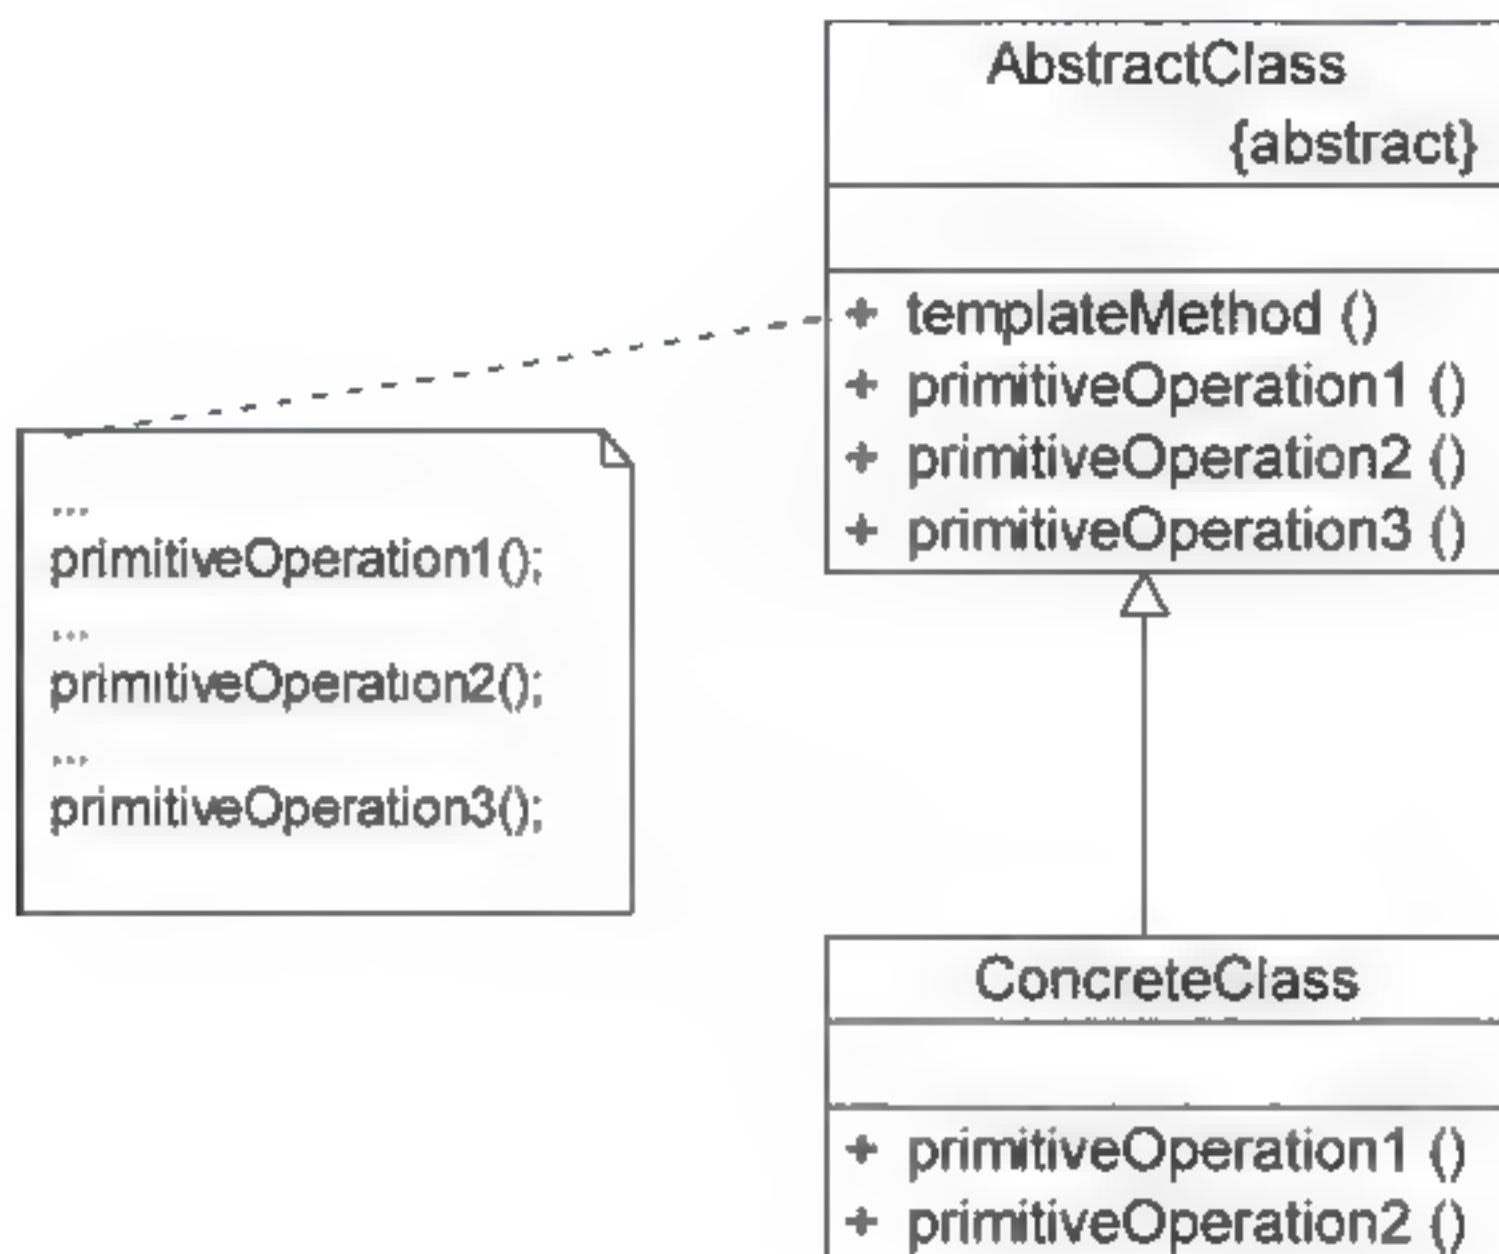 AbstractClass
{abstract}
+ templateMethod ()
+ primitiveOperation1 ()
+ primitiveOperation2 ()
+ primitiveOperation3 ()
...
primitiveOperation1();
...
primitiveOperation2();
...
primitiveOperation3();
ConcreteClass
+ primitiveOperation1 ()
+ primitiveOperation2 ()